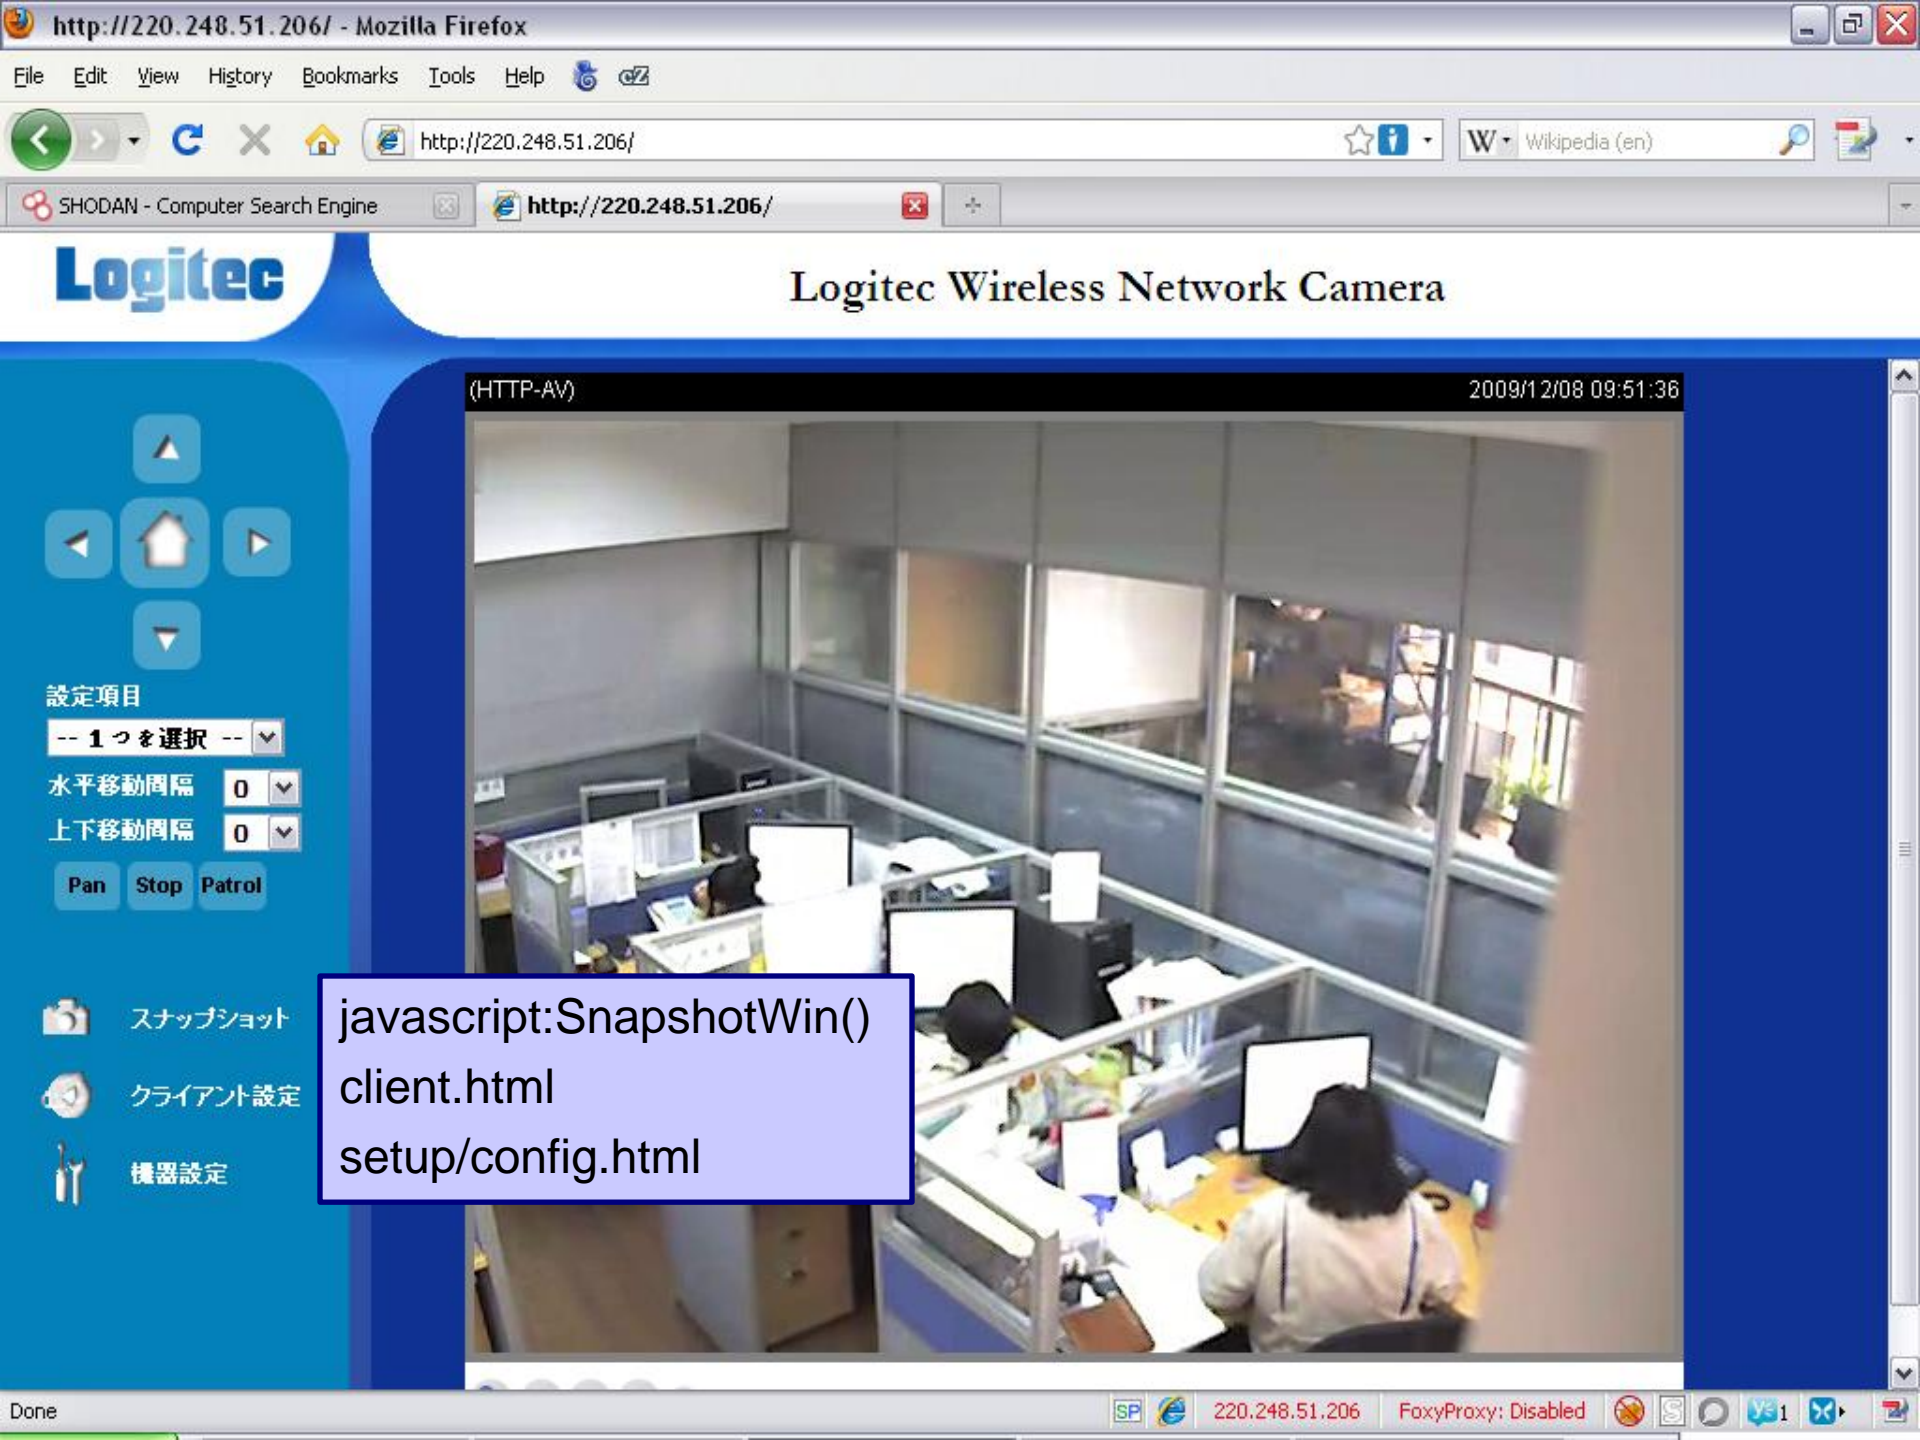 http://220.248.51.206/ - Mozilla Firefox
File Edit View History Bookmarks Tools Help
http://220.248.51.206/
W Wikipedia (en)
SHODAN - Computer Search Engine
http://220.248.51.206/
Logitec
Logitec Wireless Network Camera
(HTTP-AV) 2009/12/08 09:51:36
設定項目
-- 1つを選択 --
水平移動間隔 0
上下移動間隔 0
Pan Stop Patrol
スナップショット
クライアント設定
機器設定
javascript:SnapshotWin()
client.html
setup/config.html
Done
SP
220.248.51.206
FoxyProxy: Disabled
S
1